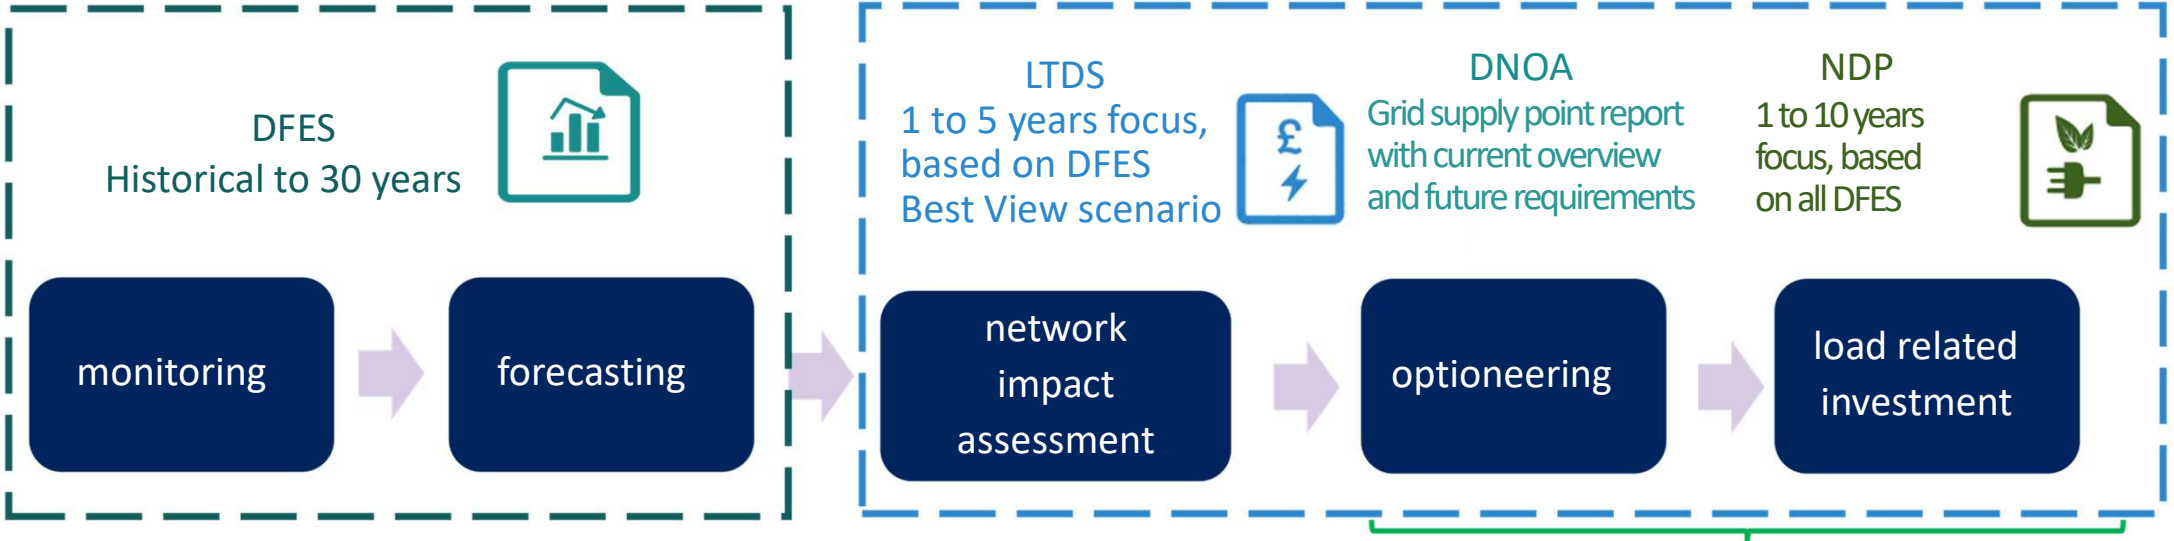 DFES
Historical to 30 years
LTDS
1 to 5 years focus,
based on DFES
Best View scenario
£
DNOA
Grid supply point report
with current overview
and future requirements
NDP
1 to 10 years
focus, based
on all DFES
monitoring
forecasting
network
impact
assessment
optioneering
load related
investment